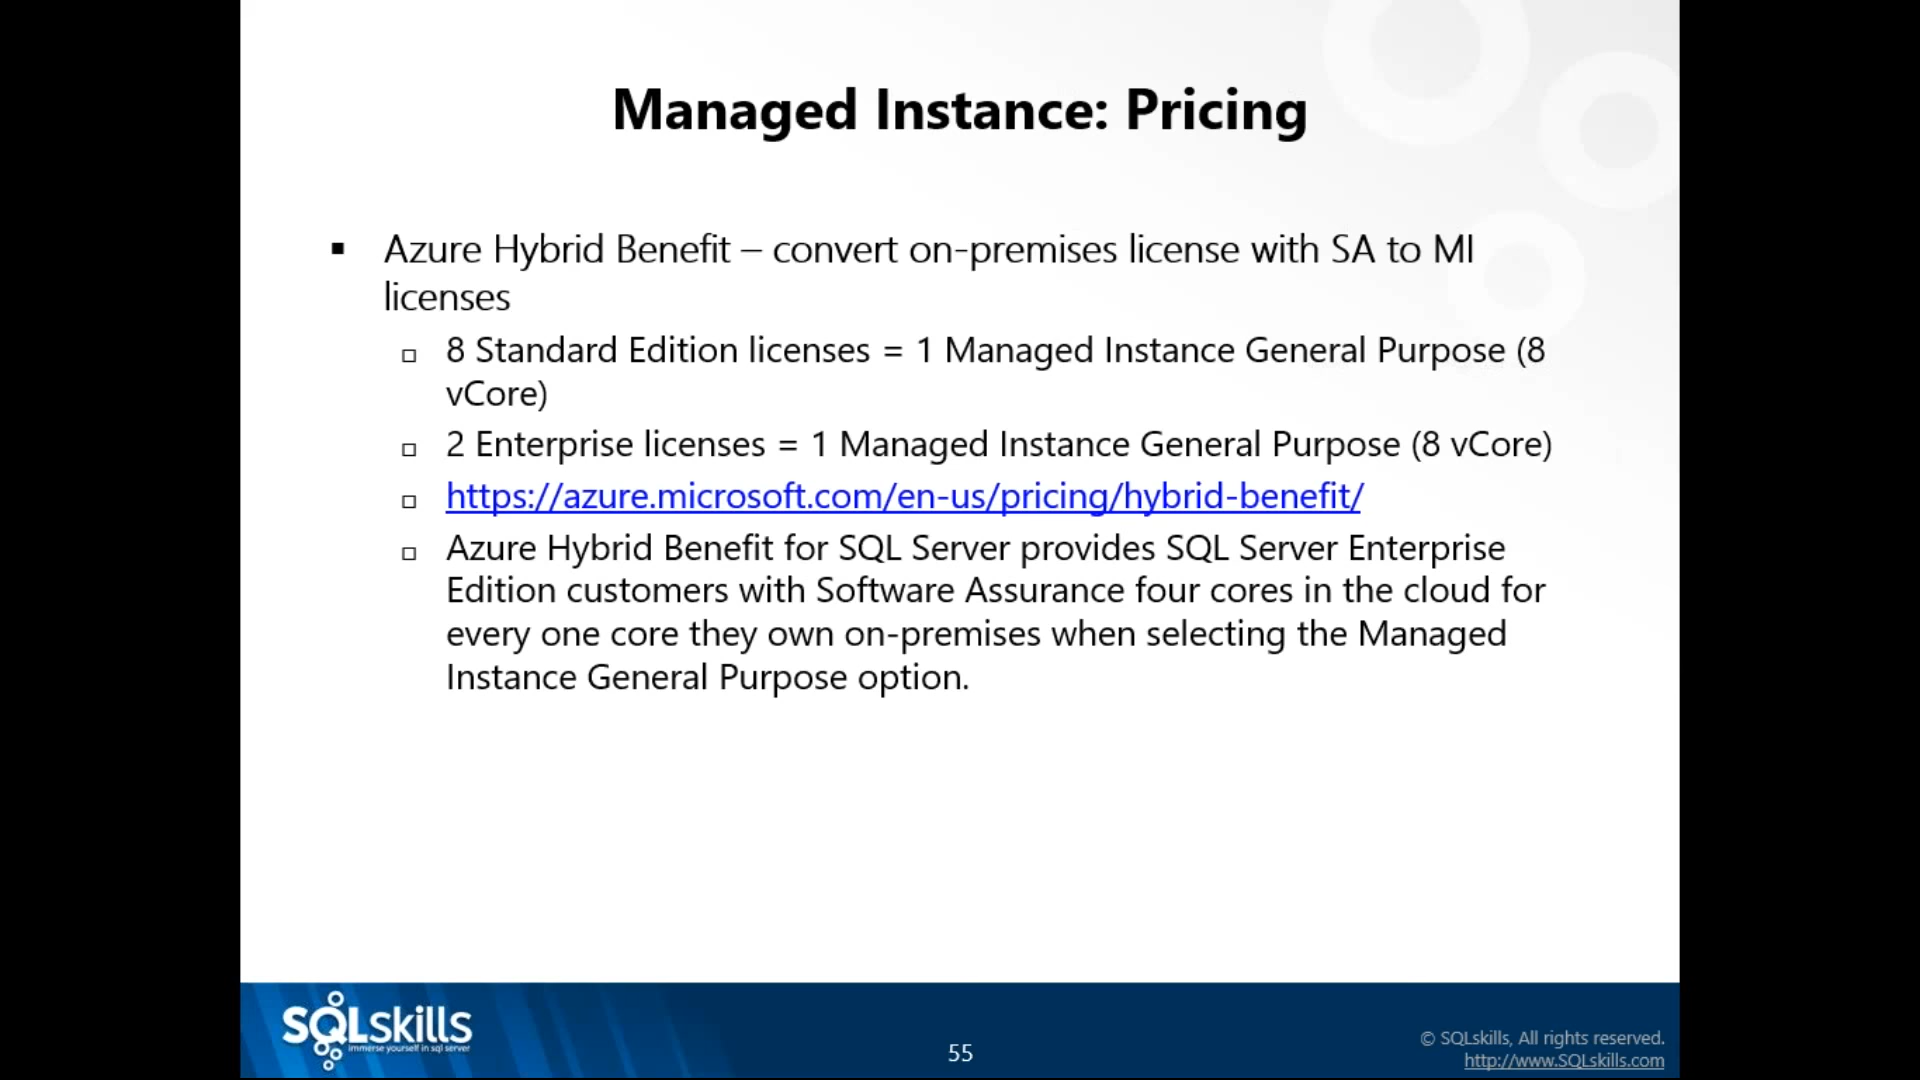 Managed Instance: Pricing
▪ Azure Hybrid Benefit – convert on-premises license with SA to MI
licenses
▫ 8 Standard Edition licenses = 1 Managed Instance General Purpose (8
vCore)
▫ 2 Enterprise licenses = 1 Managed Instance General Purpose (8 vCore)
▫ https://azure.microsoft.com/en-us/pricing/hybrid-benefit/
▫ Azure Hybrid Benefit for SQL Server provides SQL Server Enterprise
Edition customers with Software Assurance four cores in the cloud for
every one core they own on-premises when selecting the Managed
Instance General Purpose option.
SQLskills
immerse yourself in sql server
55
© SQLskills, All rights reserved.
http://www.SQLskills.com